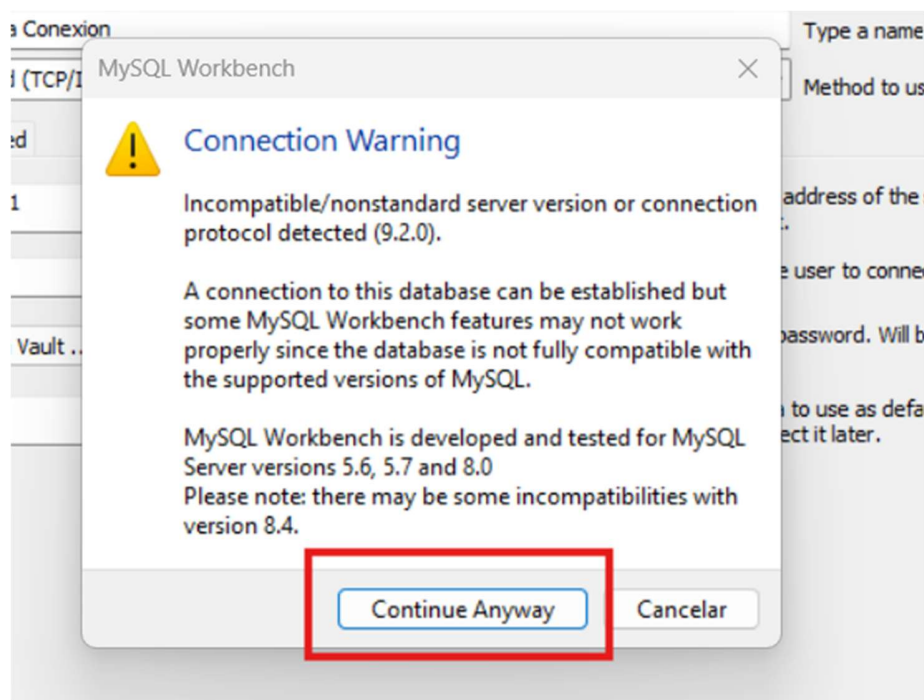 a Conexion
Type a name
MySQL Workbench
(TCP/I
Method to us
ed
Connection Warning
1
Incompatible/nonstandard server version or connection
protocol detected (9.2.0).
address of the
e user to connec
A connection to this database can be established but
some MySQL Workbench features may not work
properly since the database is not fully compatible with
the supported versions of MySQL.
Vault ..
password. Will b
to use as defa
ect it later.
MySQL Workbench is developed and tested for MySQL
Server versions 5.6, 5.7 and 8.0
Please note: there may be some incompatibilities with
version 8.4.
Continue Anyway
Cancelar